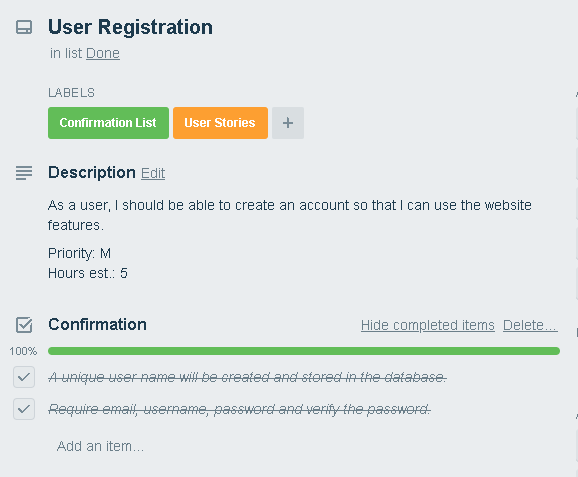 User Registration
in list Done
LABELS
Confirmation List User Stories +
Description Edit
As a user, I should be able to create an account so that I can use the website
features.
Priority: M
Hours est.: 5
Confirmation Hide completed items Delete...
100%
A unique user name will be created and stored in the database.
Require email, username, password and verify the password.
Add an item...